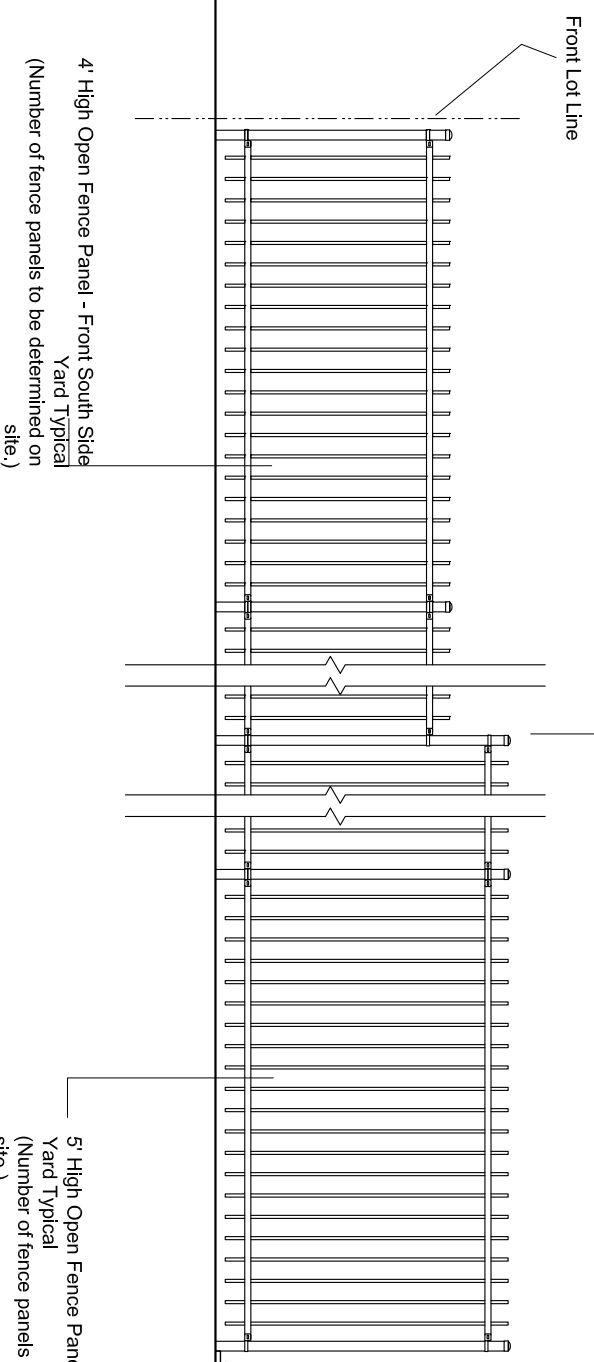 Front Lot Line
4' High Open Fence Panel - Front South Side
Yard Typical
(Number of fence panels to be determined on
site.)
5' High Open Fence
Yard Typical
(Number of fence panels
site.)